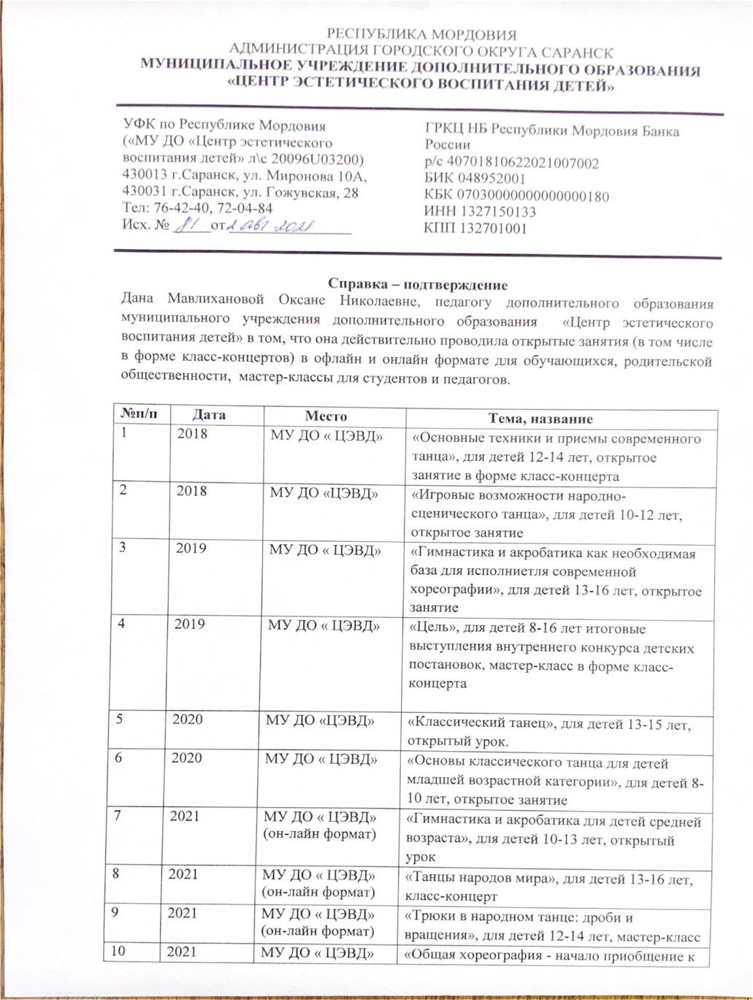 РЕСПУБЛИКА МОРДОВИЯ
АДМИНИСТРАЦИЯ ГОРОДСКОГО ОКРУГА САРАНСК
МУНИЦИПАЛЬНОЕ УЧРЕЖДЕНИЕ ДОПОЛНИТЕЛЬНОГО ОБРАЗОВАНИЯ
«ЦЕНТР ЭСТЕТИЧЕСКОГО ВОСПИТАНИЯ ДЕТЕЙ»
УФК по Республике Мордовия
(«МУ ДО «Центр эстетического
воспитания детей» л\с 20096U03200)
430013 г.Саранск, ул. Миронова 10А,
430031 г.Саранск, ул. Гожувская, 28
Тел: 76-42-40, 72-04-84
Исх. № 81 от 2 авг 2021
ГРКЦ НБ Республики Мордовия Банка
России
р/с 40701810622021007002
БИК 048952001
КБК 07030000000000000180
ИНН 1327150133
КПП 132701001
Справка – подтверждение
Дана Мавлихановой Оксане Николаевне, педагогу дополнительного образования
муниципального учреждения дополнительного образования «Центр эстетического
воспитания детей» в том, что она действительно проводила открытые занятия (в том числе
в форме класс-концертов) в офлайн и онлайн формате для обучающихся, родительской
общественности, мастер-классы для студентов и педагогов.
№п/п Дата Место Тема, название
1 2018 МУ ДО « ЦЭВД» «Основные техники и приемы современного
танца», для детей 12-14 лет, открытое
занятие в форме класс-концерта
2 2018 МУ ДО «ЦЭВД» «Игровые возможности народно-
сценического танца», для детей 10-12 лет,
открытое занятие
3 2019 МУ ДО « ЦЭВД» «Гимнастика и акробатика как необходимая
база для исполниетля современной
хореографии», для детей 13-16 лет, открытое
занятие
4 2019 МУ ДО « ЦЭВД» «Цель», для детей 8-16 лет итоговые
выступления внутреннего конкурса детских
постановок, мастер-класс в форме класс-
концерта
5 2020 МУ ДО «ЦЭВД» «Классический танец», для детей 13-15 лет,
открытый урок.
6 2020 МУ ДО « ЦЭВД» «Основы классического танца для детей
младшей возрастной категории», для детей 8-
10 лет, открытое занятие
7 2021 МУ ДО « ЦЭВД» «Гимнастика и акробатика для детей средней
(он-лайн формат) возраста», для детей 10-13 лет, открытый
урок
8 2021 МУ ДО « ЦЭВД» «Танцы народов мира», для детей 13-16 лет,
(он-лайн формат) класс-концерт
9 2021 МУ ДО « ЦЭВД» «Трюки в народном танце: дроби и
(он-лайн формат) вращения», для детей 12-14 лет, мастер-класс
10 2021 МУ ДО « ЦЭВД» «Общая хореография - начало приобщение к